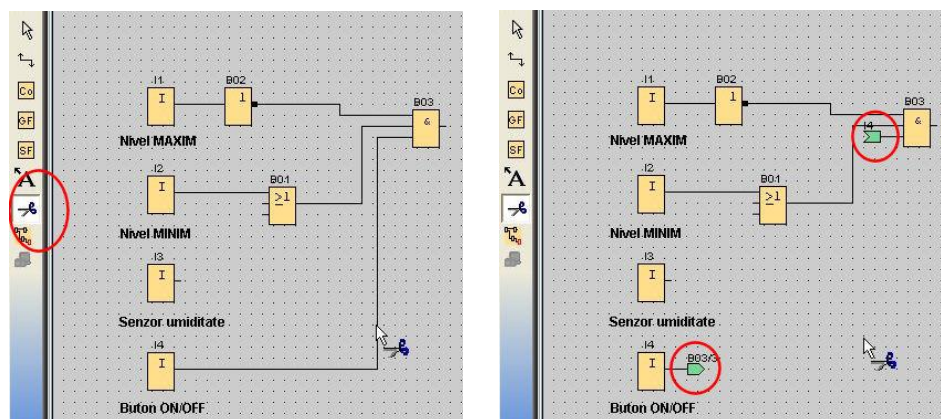 I1
B02
Co
I
1
B03
GF
&
SF
Nivel MAXIM
A
I2
B01
I
≥1
Nivel MINIM
I3
I
Senzor umiditate
I4
I
Buton ON/OFF
I1
B02
Co
I
1
B03
GF
I4
&
SF
Nivel MAXIM
A
I2
B01
I
≥1
Nivel MINIM
I3
I
Senzor umiditate
I4
B03/3
I
Buton ON/OFF